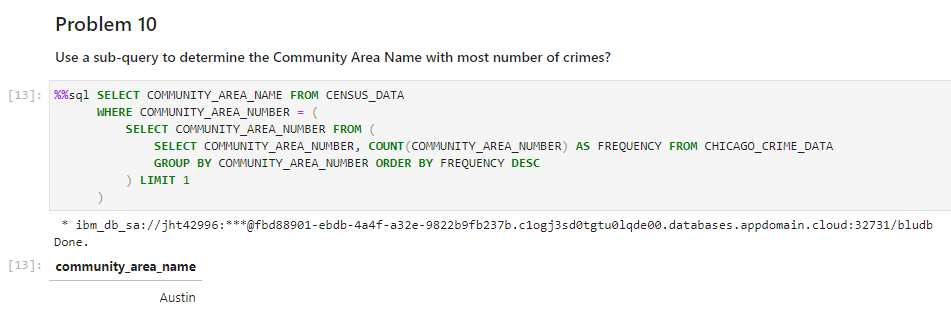 Problem 10
Use a sub-query to determine the Community Area Name with most number of crimes?
[13]: %%sql SELECT COMMUNITY_AREA_NAME FROM CENSUS_DATA
WHERE COMMUNITY_AREA_NUMBER = (
SELECT COMMUNITY_AREA_NUMBER FROM (
SELECT COMMUNITY_AREA_NUMBER, COUNT(COMMUNITY_AREA_NUMBER) AS FREQUENCY FROM CHICAGO_CRIME_DATA
GROUP BY COMMUNITY_AREA_NUMBER ORDER BY FREQUENCY DESC
) LIMIT 1
)
* ibm_db_sa://jht42996:***@fbd88901-ebdb-4a4f-a32e-9822b9fb237b.c1ogj3sd0tgtu0lqde00.databases.appdomain.cloud:32731/bludb
Done.
[13]: community_area_name
Austin